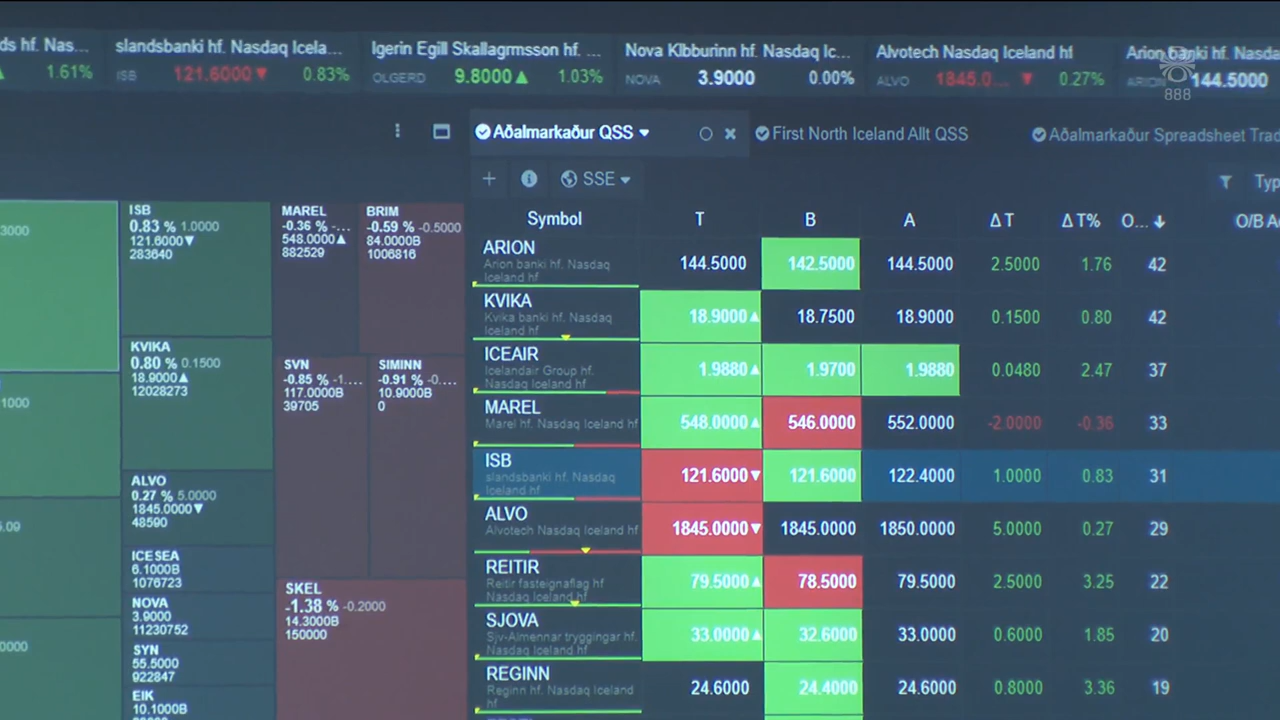 ds hf. Nas...
1.61%
slandsbanki hf. Nasdaq Icela...
ISB 121.6000▼ 0.83%
lgerin Egill Skallagrmsson hf. ...
OLGERD 9.8000▲ 1.03%
Nova Klbburinn hf. Nasdaq Ic...
NOVA 3.9000 0.00%
Alvotech Nasdaq Iceland hf
ALVO 1845.0... ▼ 0.27%
Arion banki hf. Nasda
ARION 144.5000
888
Aðalmarkaður QSS
First North Iceland Allt QSS
Aðalmarkaður Spreadsheet Trad
SSE
Typ
3000
1000
5.09
0000
ISB
0.83 % 1.0000
121.6000▼
283640
KVIKA
0.80 % 0.1500
18.9000▲
12028273
ALVO
0.27 % 5.0000
1845.0000▼
48590
ICESEA
6.1000B
1076723
NOVA
3.9000
11230752
SYN
55.5000
922847
EIK
10.1000B
MAREL
-0.36 % -...
548.0000▲
882529
BRIM
-0.59 % -0.5000
84.0000B
1006816
SVN
-0.85 % -1....
117.0000B
39705
SIMINN
-0.91 % -0....
10.9000B
0
SKEL
-1.38 % -0.2000
14.3000B
150000
Symbol T B A Δ T Δ T% O... ↓ O/B A
ARION 144.5000 142.5000 144.5000 2.5000 1.76 42
Arion banki hf. Nasdaq
Iceland hf
KVIKA 18.9000▲ 18.7500 18.9000 0.1500 0.80 42
Kvika banki hf. Nasdaq
Iceland hf
ICEAIR 1.9880▲ 1.9700 1.9880 0.0480 2.47 37
Icelandair Group hf.
Nasdaq Iceland hf
MAREL 548.0000▲ 546.0000 552.0000 -2.0000 -0.36 33
Marel hf. Nasdaq Iceland hf
ISB 121.6000▼ 121.6000 122.4000 1.0000 0.83 31
slandsbanki hf. Nasdaq
Iceland hf
ALVO 1845.0000▼ 1845.0000 1850.0000 5.0000 0.27 29
Alvotech Nasdaq Iceland hf
REITIR 79.5000▲ 78.5000 79.5000 2.5000 3.25 22
Reitir fasteignaflag hf
Nasdaq Iceland hf
SJOVA 33.0000▲ 32.6000 33.0000 0.6000 1.85 20
Sjv-Almennar tryggingar hf.
Nasdaq Iceland hf
REGINN 24.6000 24.4000 24.6000 0.8000 3.36 19
Reginn hf. Nasdaq Iceland
hf